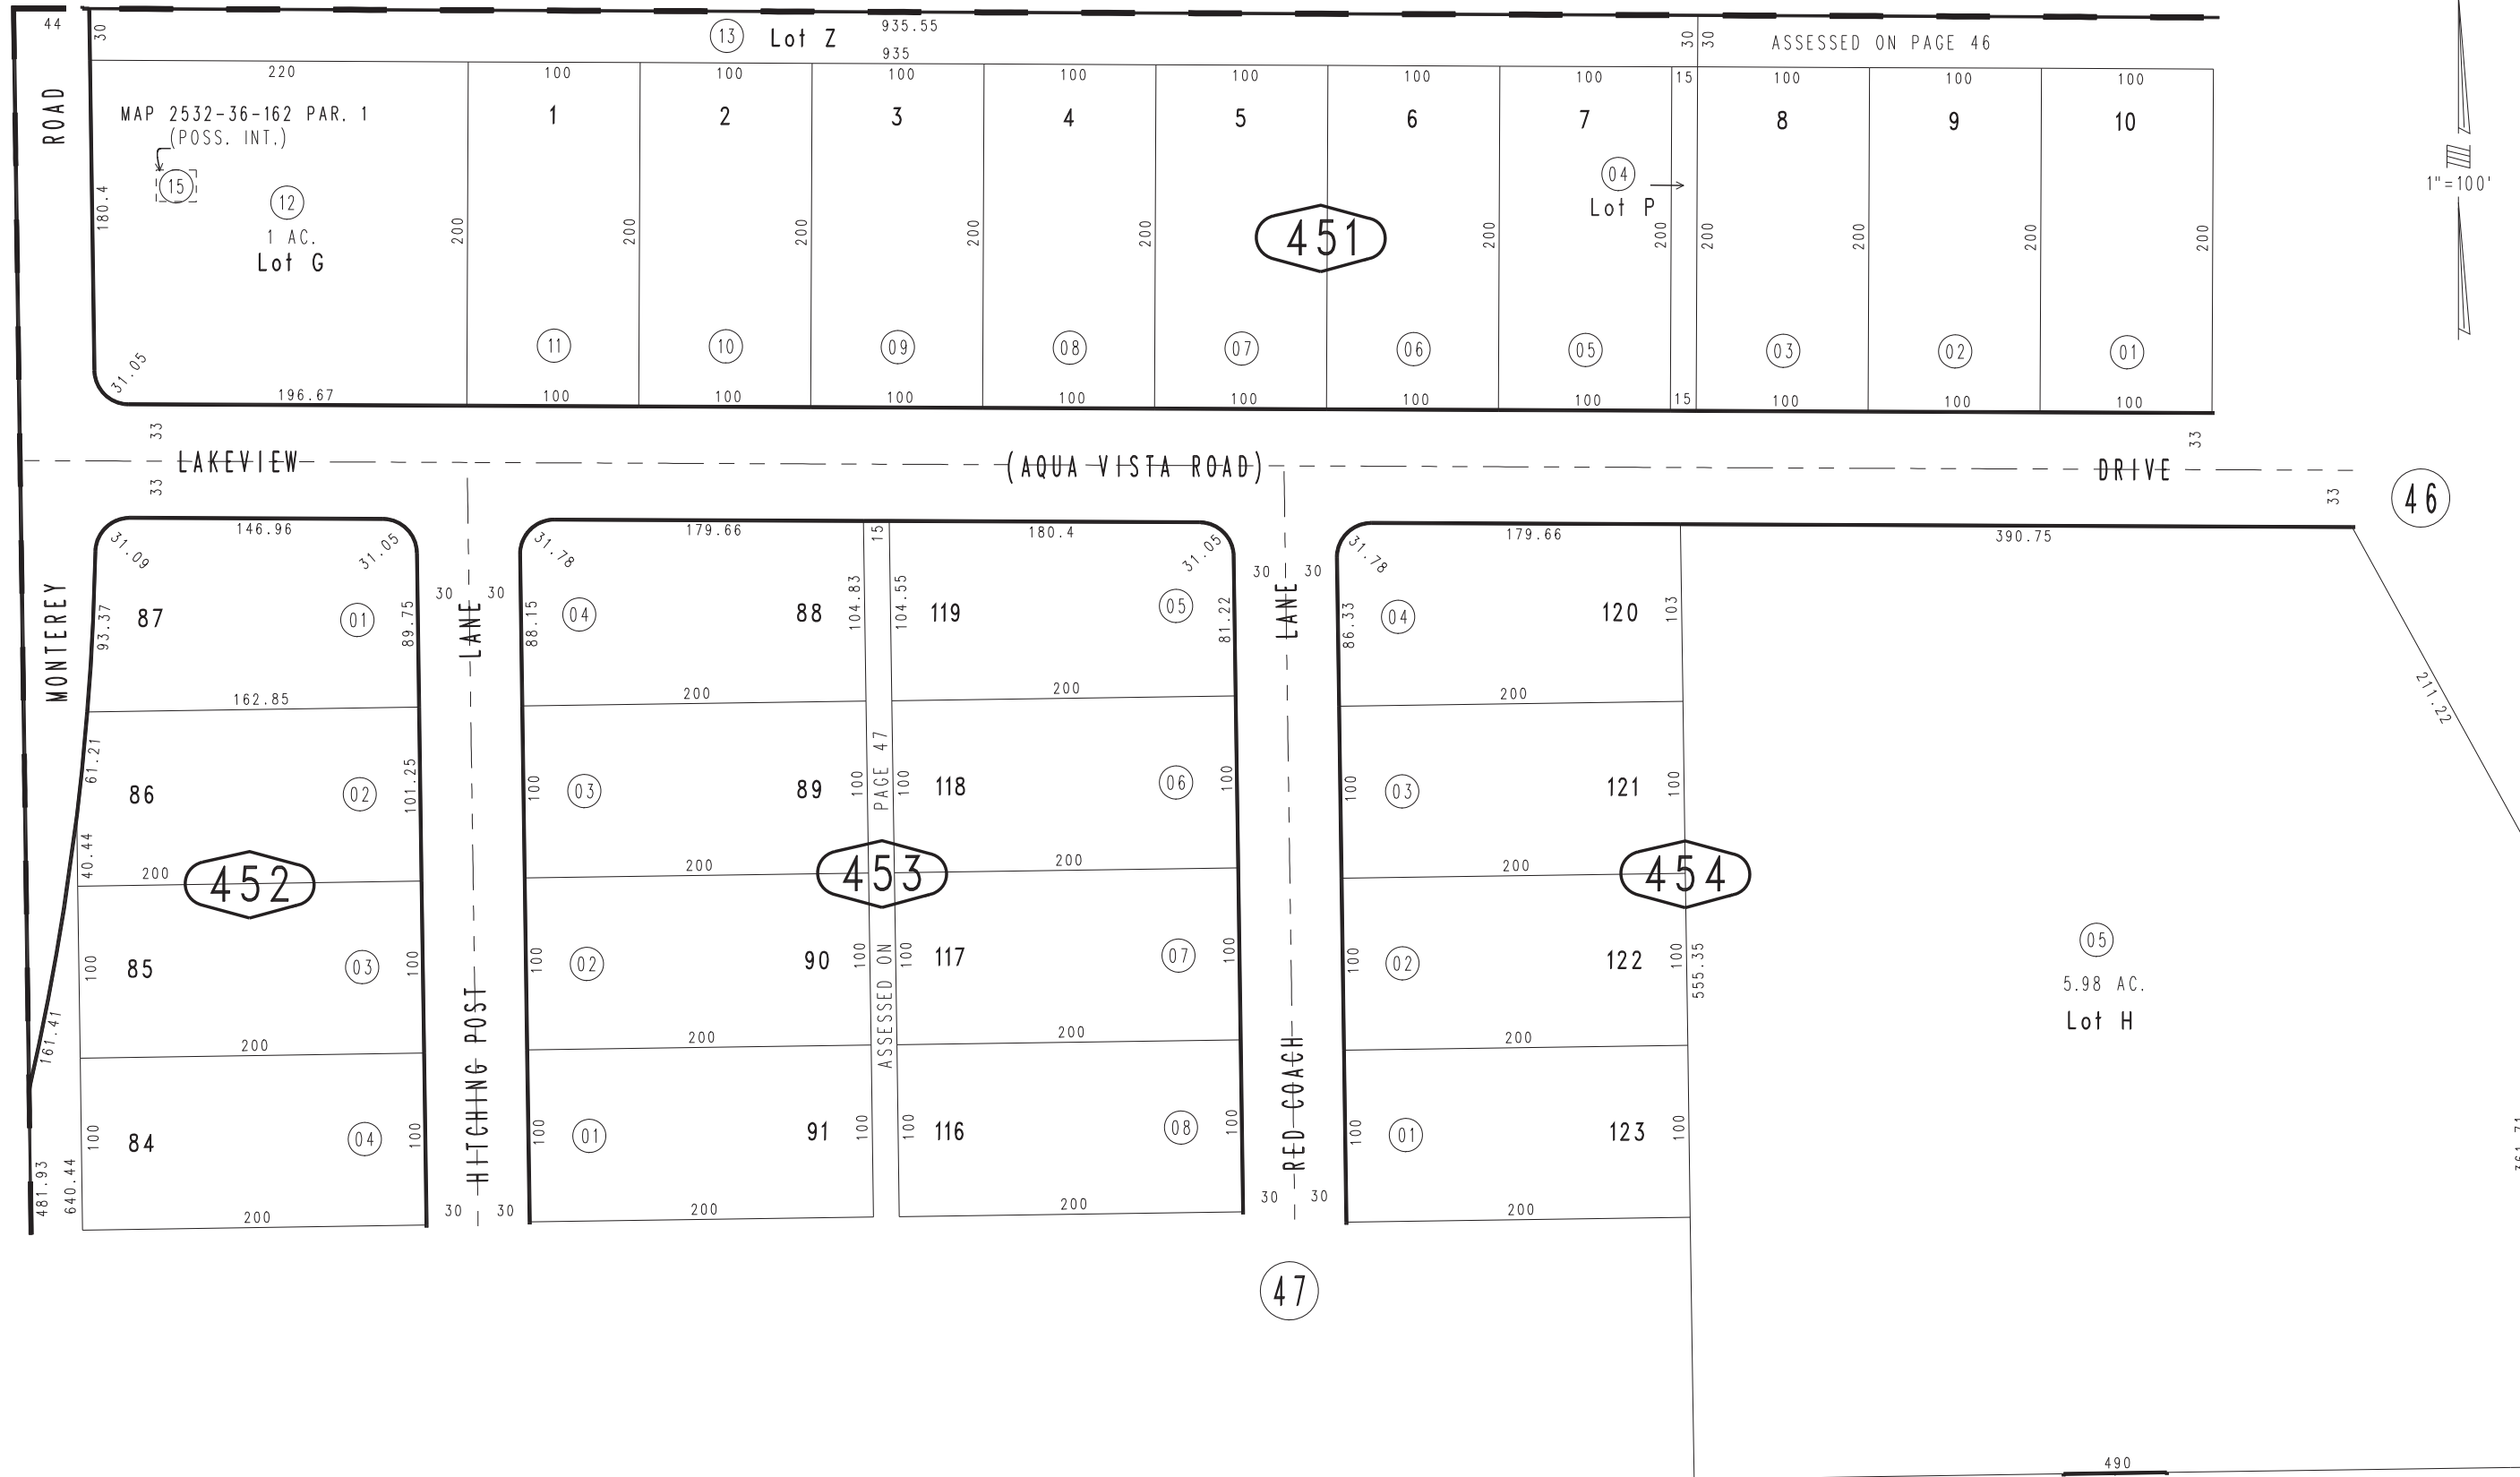 44
30
13 Lot Z
935.55
935
30 30
ASSESSED ON PAGE 46
220 100 100 100 100 100 100 100 15 100 100 100
ROAD
MAP 2532-36-162 PAR. 1
(POSS. INT.)
1 2 3 4 5 6 7 8 9 10
15
12
1 AC.
Lot G
180.4
04
Lot P
1"=100'
451
200 200 200 200 200 200 200 200 200 200 200
11 10 09 08 07 06 05 03 02 01
31.05
196.67 100 100 100 100 100 100 100 15 100 100 100
33 33
LAKEVIEW (AQUA VISTA ROAD) DRIVE
33 33
46
146.96 179.66 15 180.4 179.66 390.75
31.09 31.05 31.78 31.05 31.78
30 30 30 30
MONTEREY
LANE LANE
93.37 87 01 89.75 88.15 04 88 104.83 104.55 119 05 81.22 86.33 04 120 103
211.22
162.85 200 200 200
61.21 86 02 101.25 100 03 89 100 PAGE 47 100 118 06 100 100 03 121 100
40.44
200 200 200 200
452 453 454
100 85 03 100 100 02 90 100 ASSESSED ON 100 117 07 100 100 02 122 100 555.35
05
5.98 AC.
Lot H
161.41
200 200 200 200
HITCHING POST RED COACH
100 84 04 100 100 01 91 100 100 116 08 100 100 01 123 100
481.93 640.44
30 30 30 30
200 200 200 200
47
490